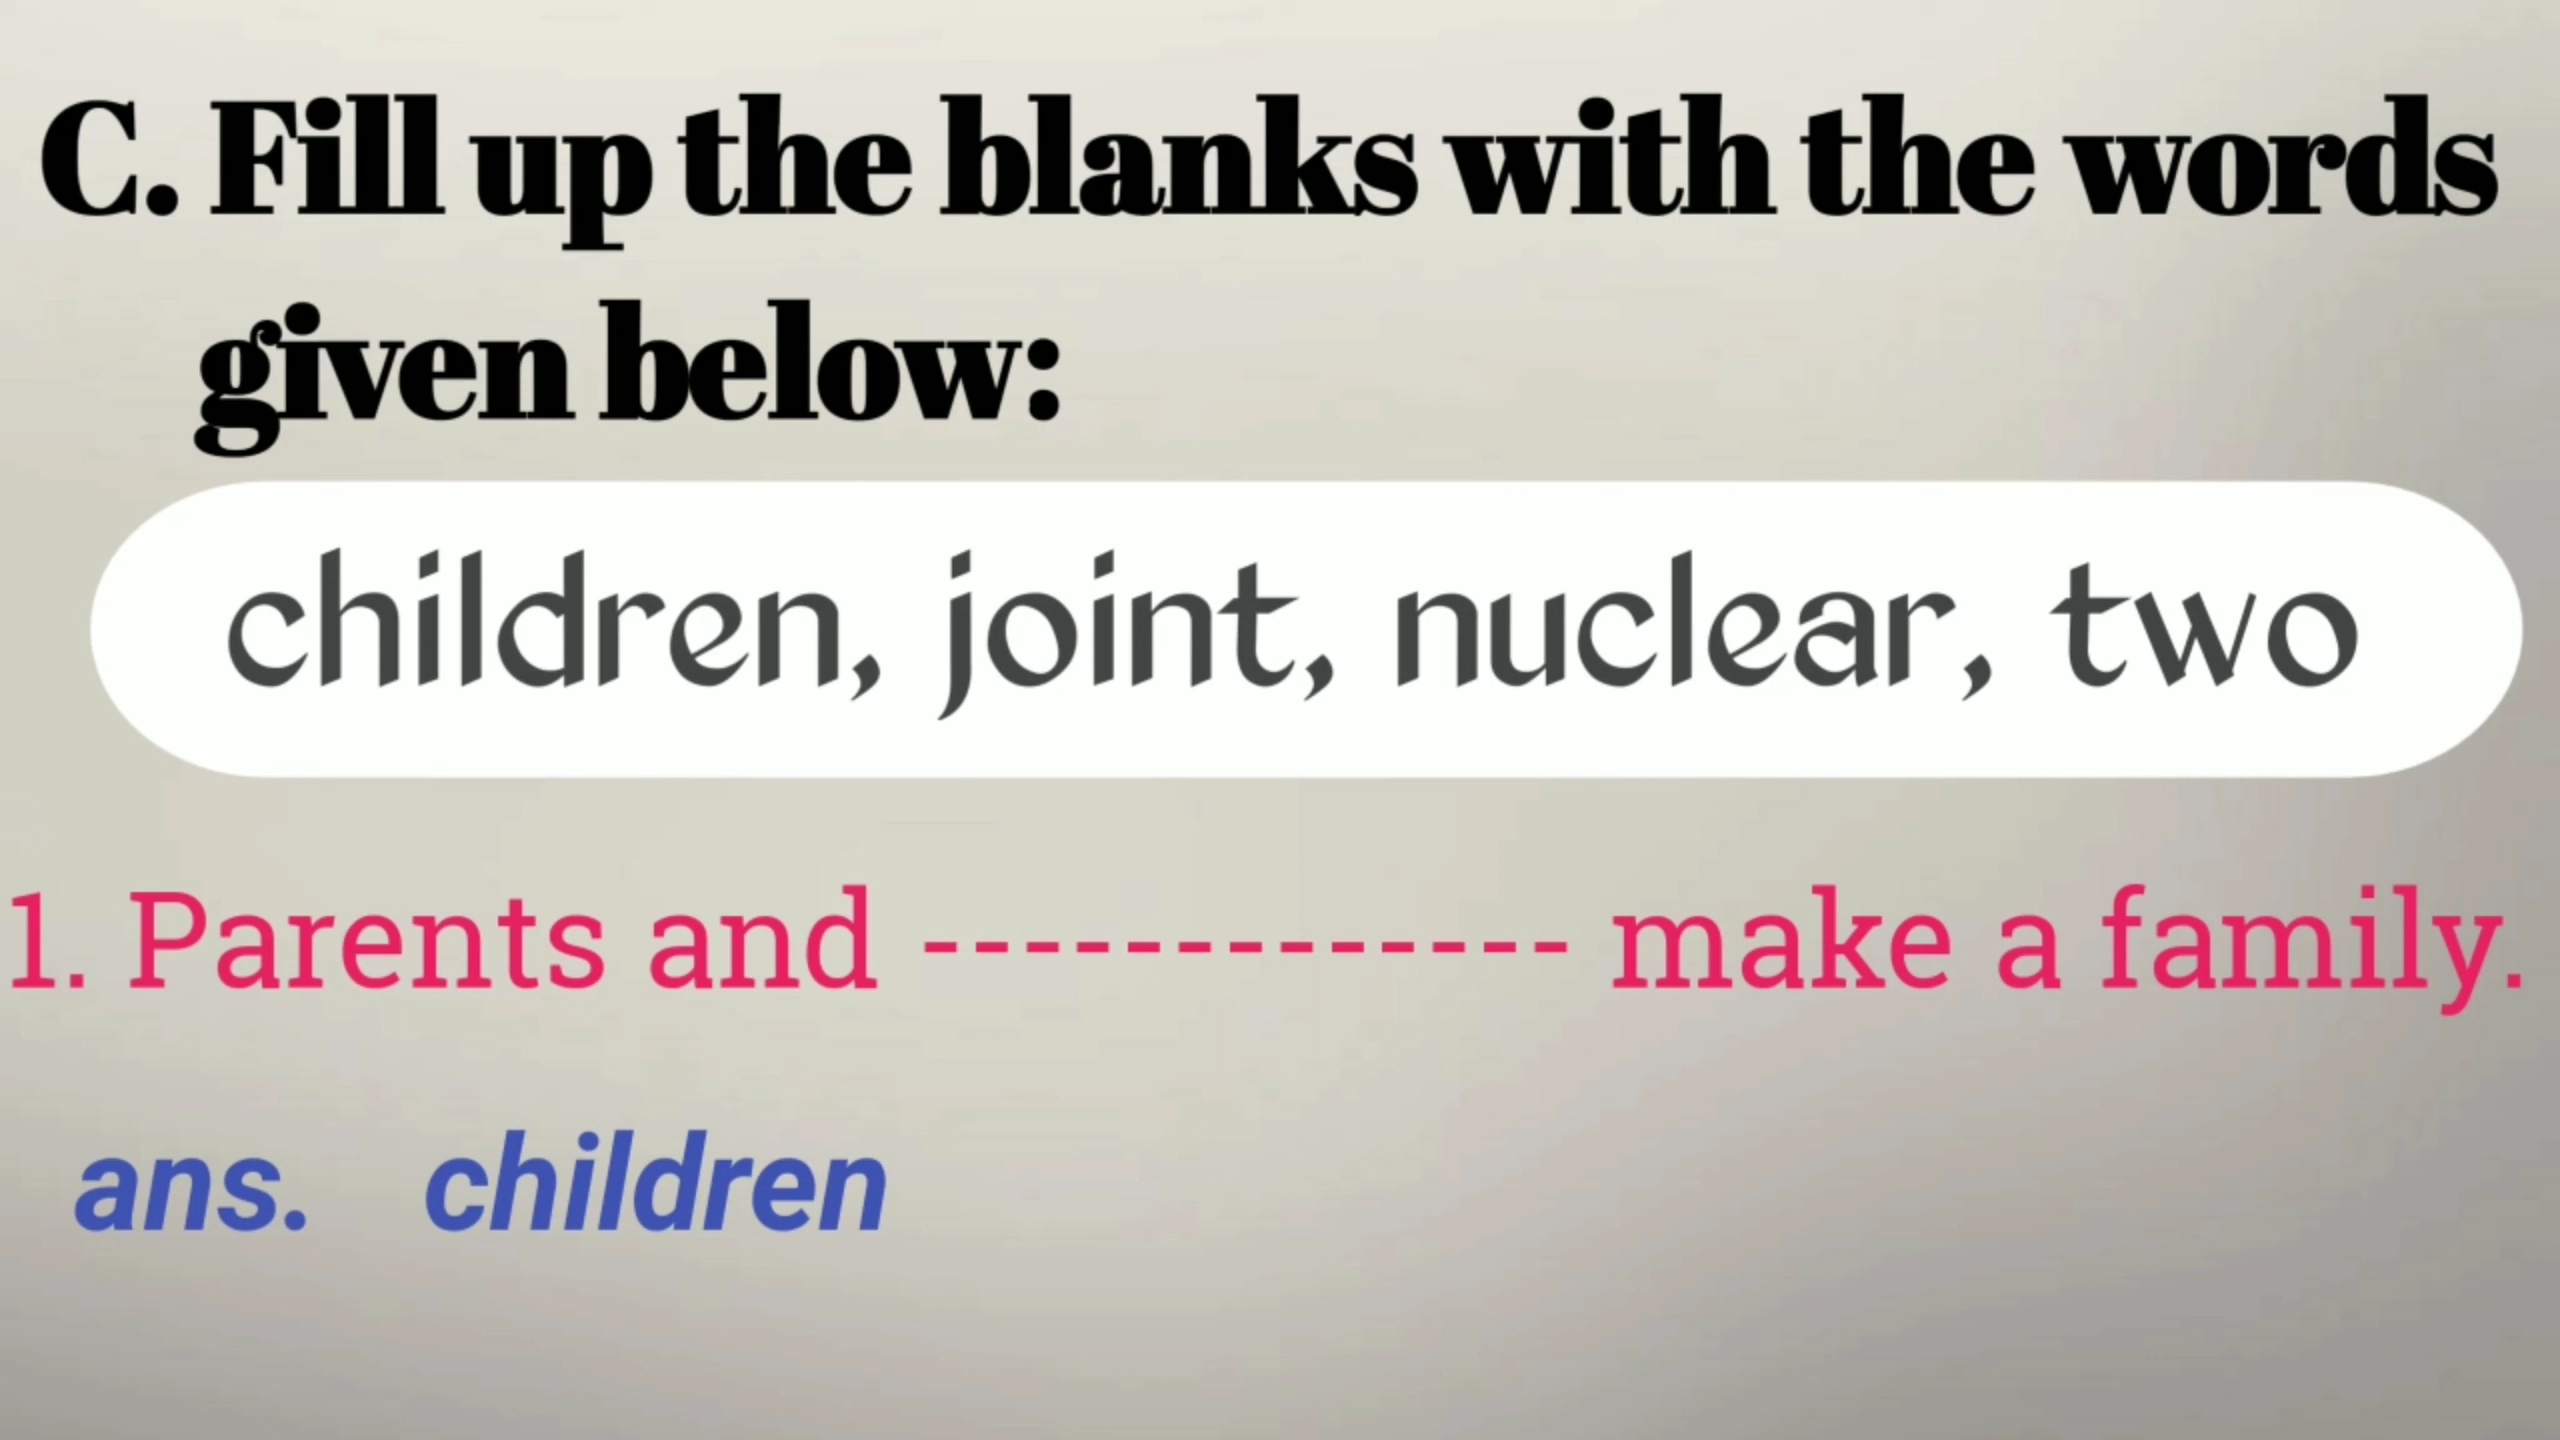 C. Fill up the blanks with the words
given below:
children, joint, nuclear, two
1. Parents and ------------- make a family.
ans. children